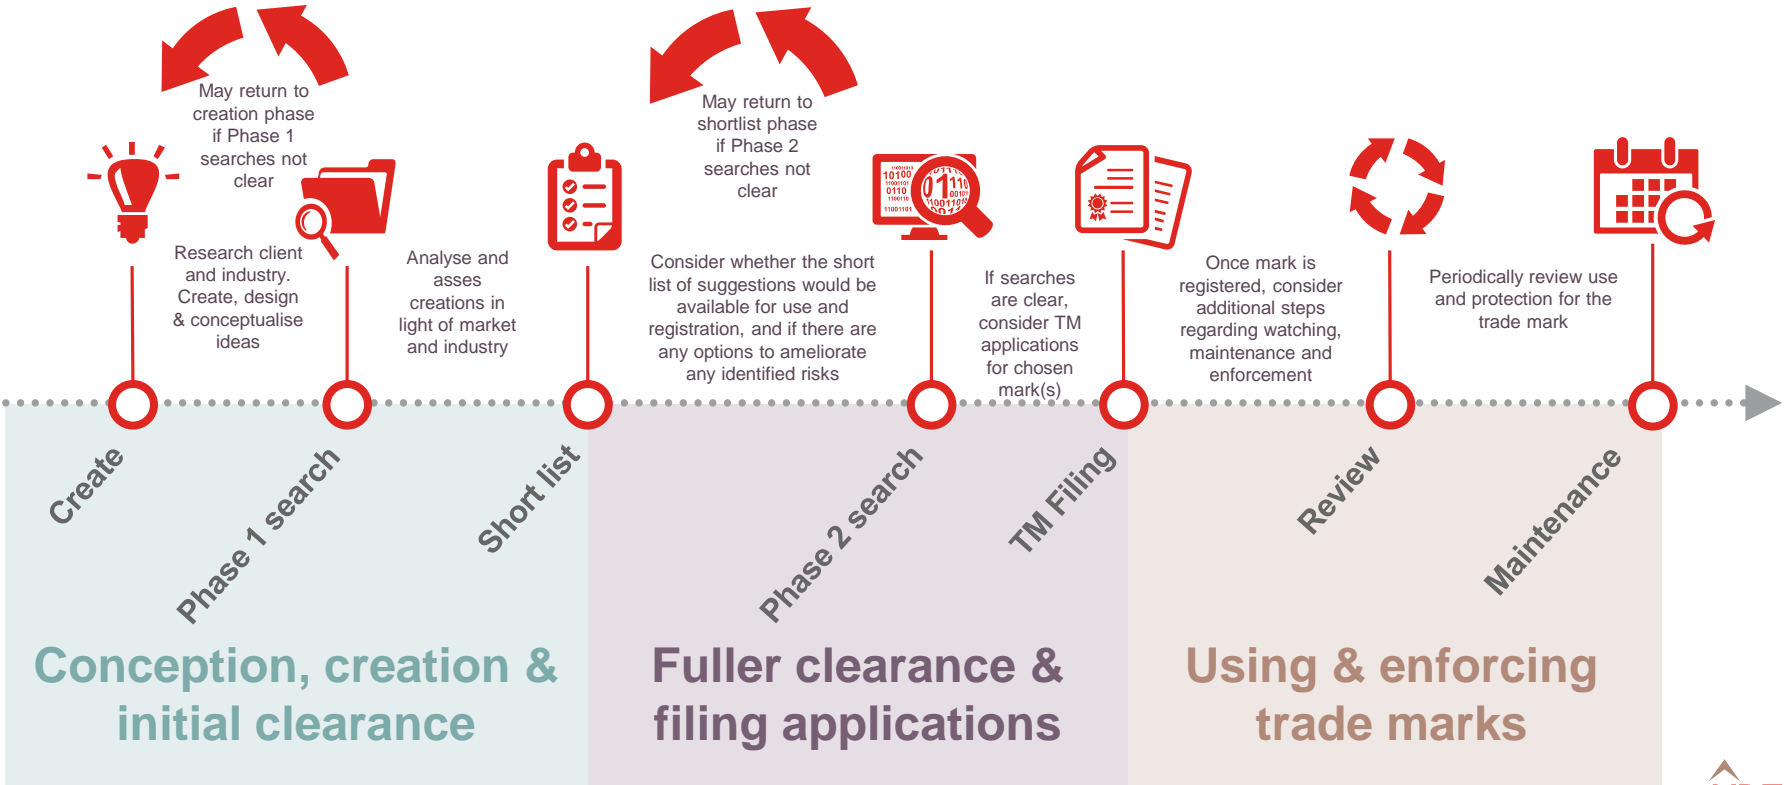 May return to
creation phase
if Phase 1
searches not
clear
May return to
shortlist phase
if Phase 2
searches not
clear
Research client
and industry.
Create, design
& conceptualise
ideas
Analyse and
asses
creations in
light of market
and industry
Consider whether the short
list of suggestions would be
available for use and
registration, and if there are
any options to ameliorate
any identified risks
If searches
are clear,
consider TM
applications
for chosen
mark(s)
Once mark is
registered, consider
additional steps
regarding watching,
maintenance and
enforcement
Periodically review use
and protection for the
trade mark
Create
Phase 1 search
Short list
Phase 2 search
TM Filing
Review
Maintenance
Conception, creation &
initial clearance
Fuller clearance &
filing applications
Using & enforcing
trade marks